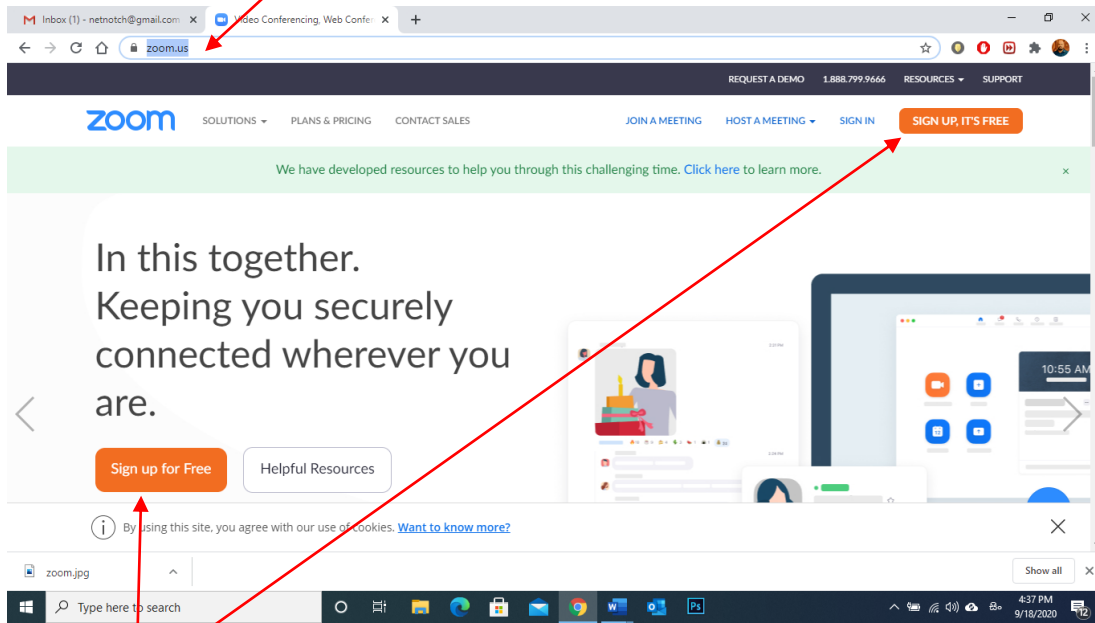 Inbox (1) - netnotch@gmail.com
Video Conferencing, Web Confer
zoom.us
REQUEST A DEMO 1.888.799.9666 RESOURCES SUPPORT
zoom SOLUTIONS PLANS & PRICING CONTACT SALES JOIN A MEETING HOST A MEETING SIGN IN SIGN UP, IT'S FREE
We have developed resources to help you through this challenging time. Click here to learn more.
In this together.
Keeping you securely
connected wherever you
are.
10:55 AM
Sign up for Free Helpful Resources
i By using this site, you agree with our use of cookies. Want to know more?
zoom.jpg Show all
Type here to search
W
Ps
4:37 PM
9/18/2020
12